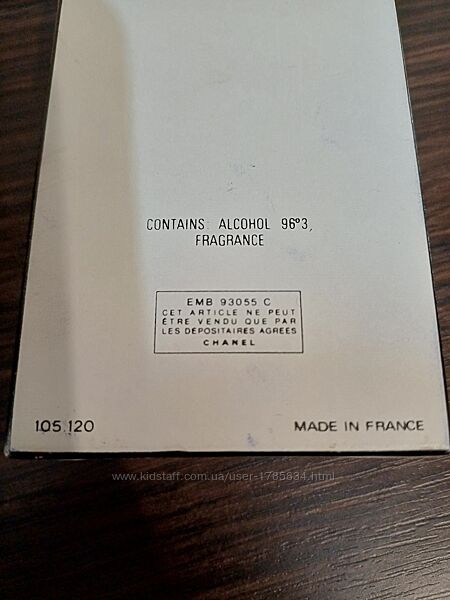 CONTAINS: ALCOHOL 96°3,
FRAGRANCE
EMB 93055 C
CET ARTICLE NE PEUT
ÊTRE VENDU QUE PAR
LES DEPOSITAIRES AGREES
CHANEL
105.120
MADE IN FRANCE
www.kidstaff.com.ua/user-1785834.html